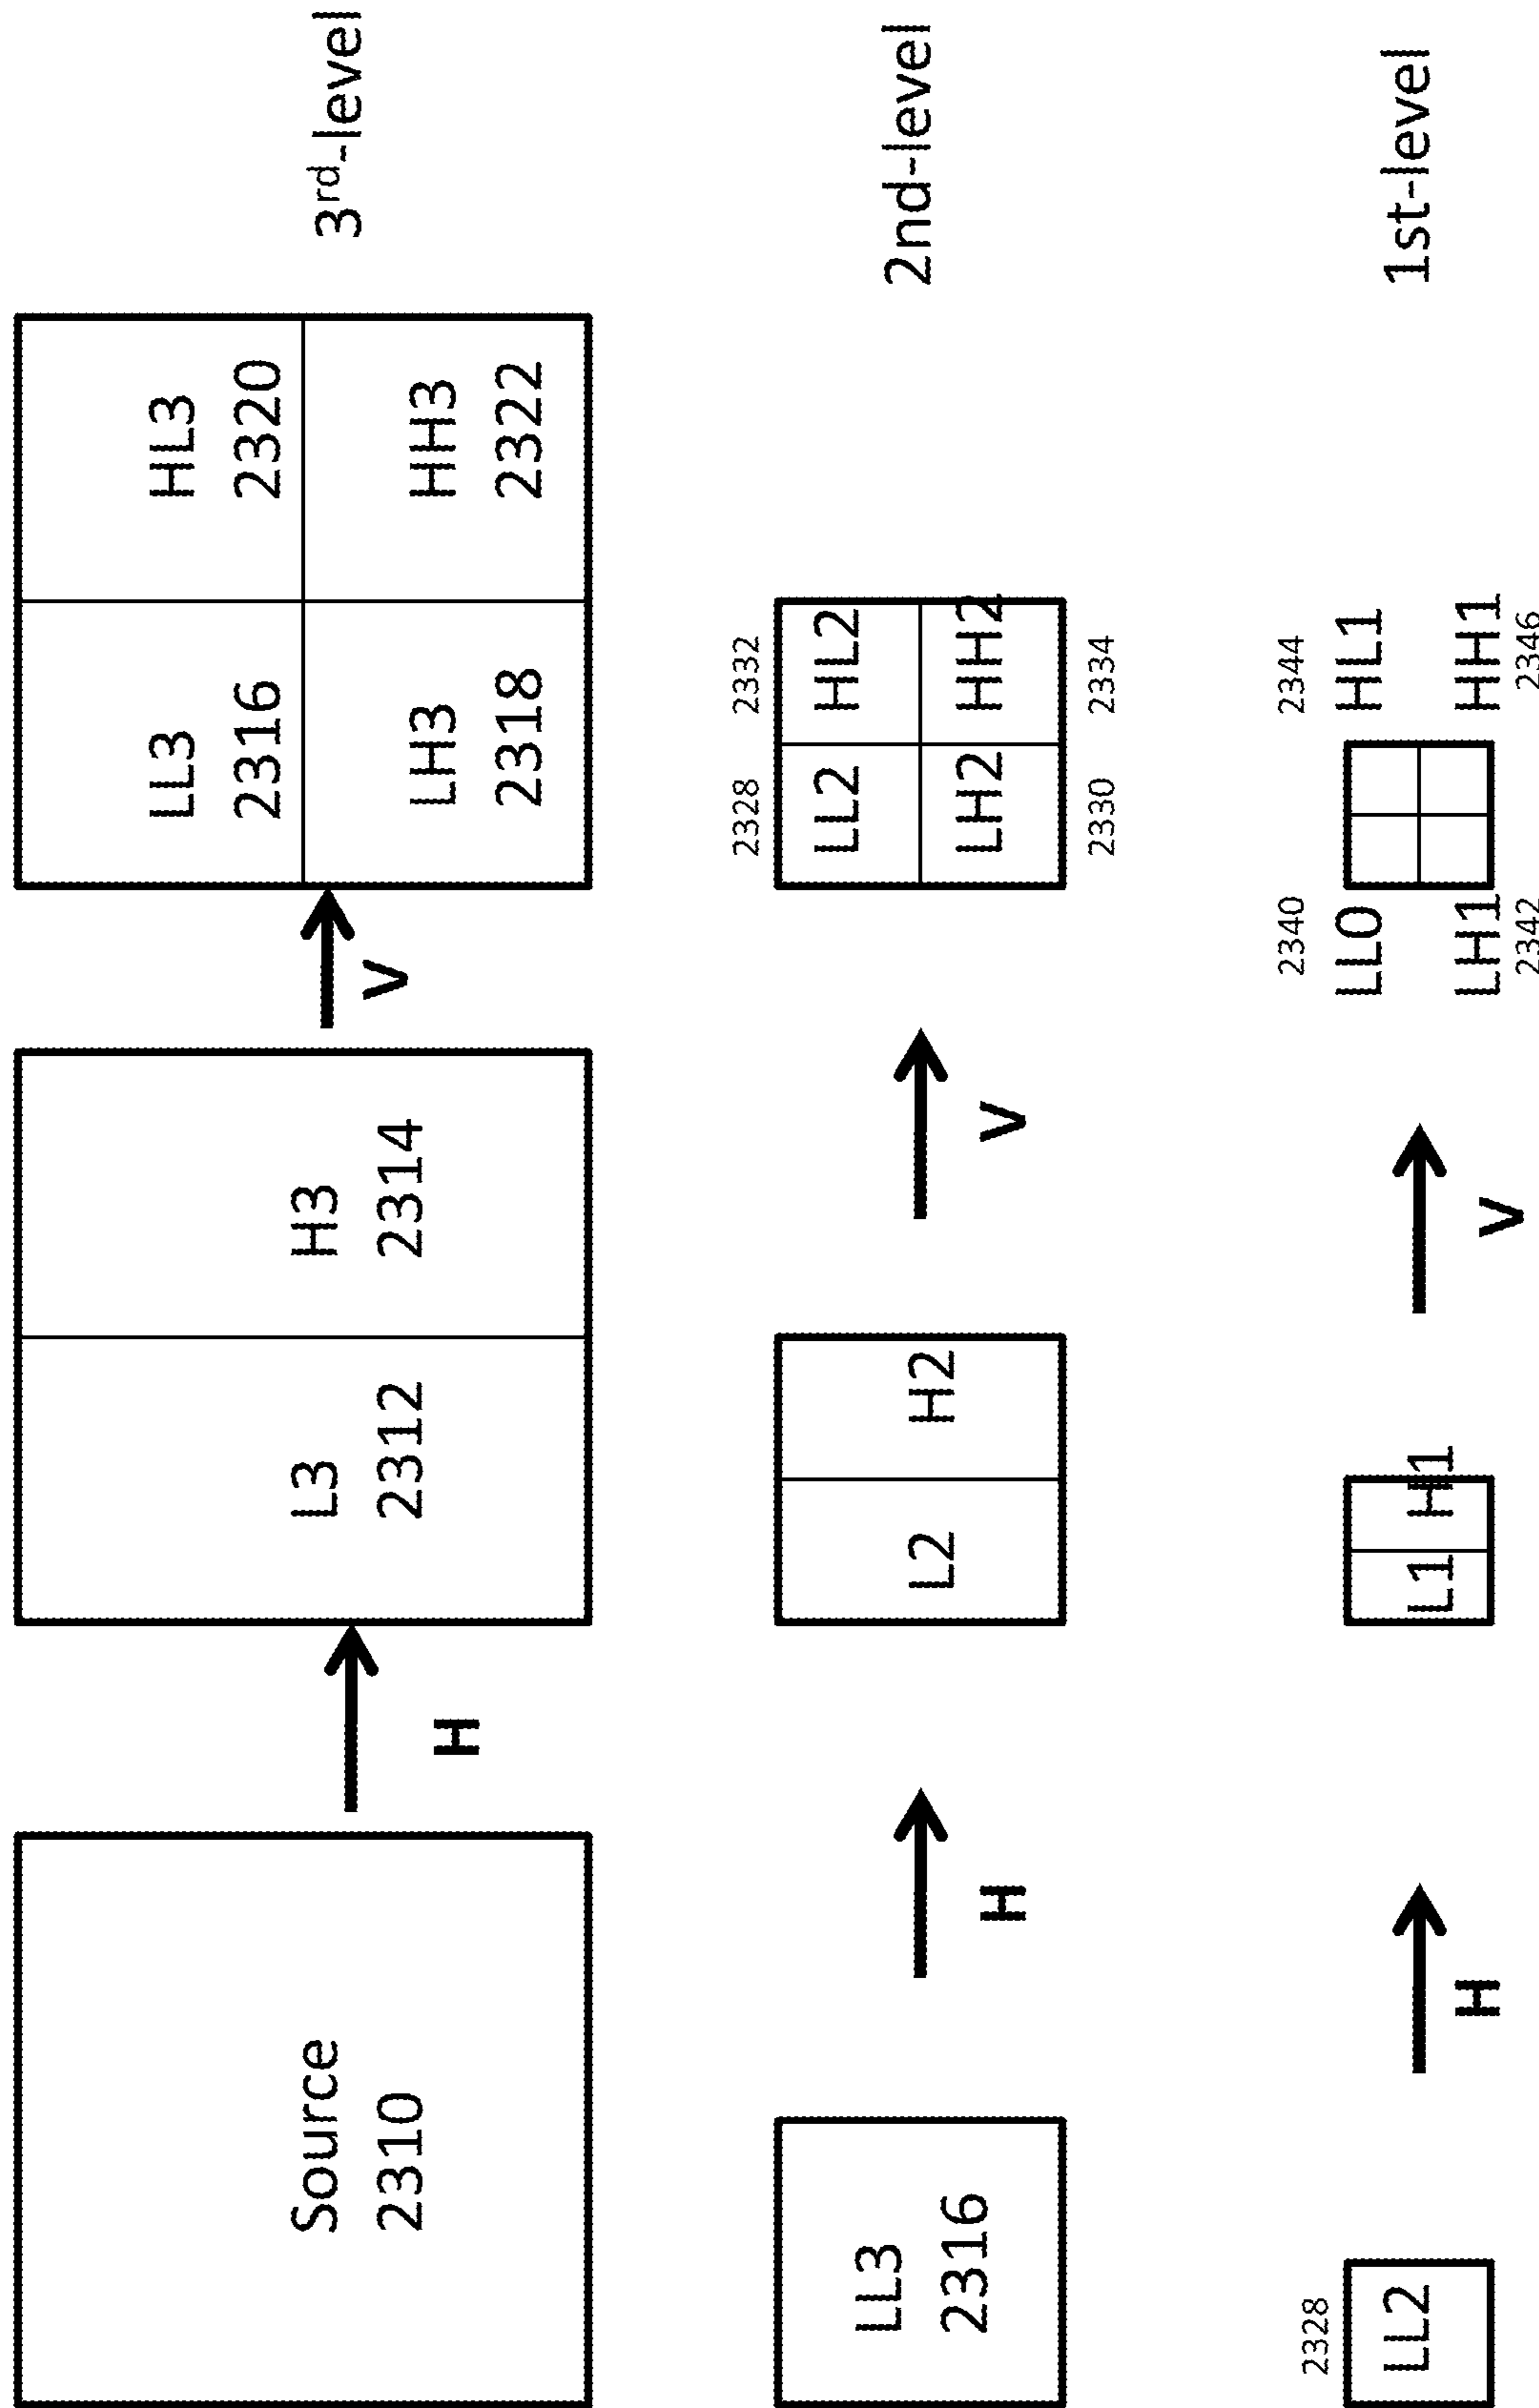 Source
2310
H
L3
2312
H3
2314
V
LL3
2316
HL3
2320
LH3
2318
HH3
2322
3rd-level
LL3
2316
H
L2
H2
V
2328
2332
LL2
HL2
LH2
HH2
2330
2334
2nd-level
2328
LL2
H
L1
H1
V
2340
2344
LL0
HL1
LH1
HH1
2342
2346
1st-level